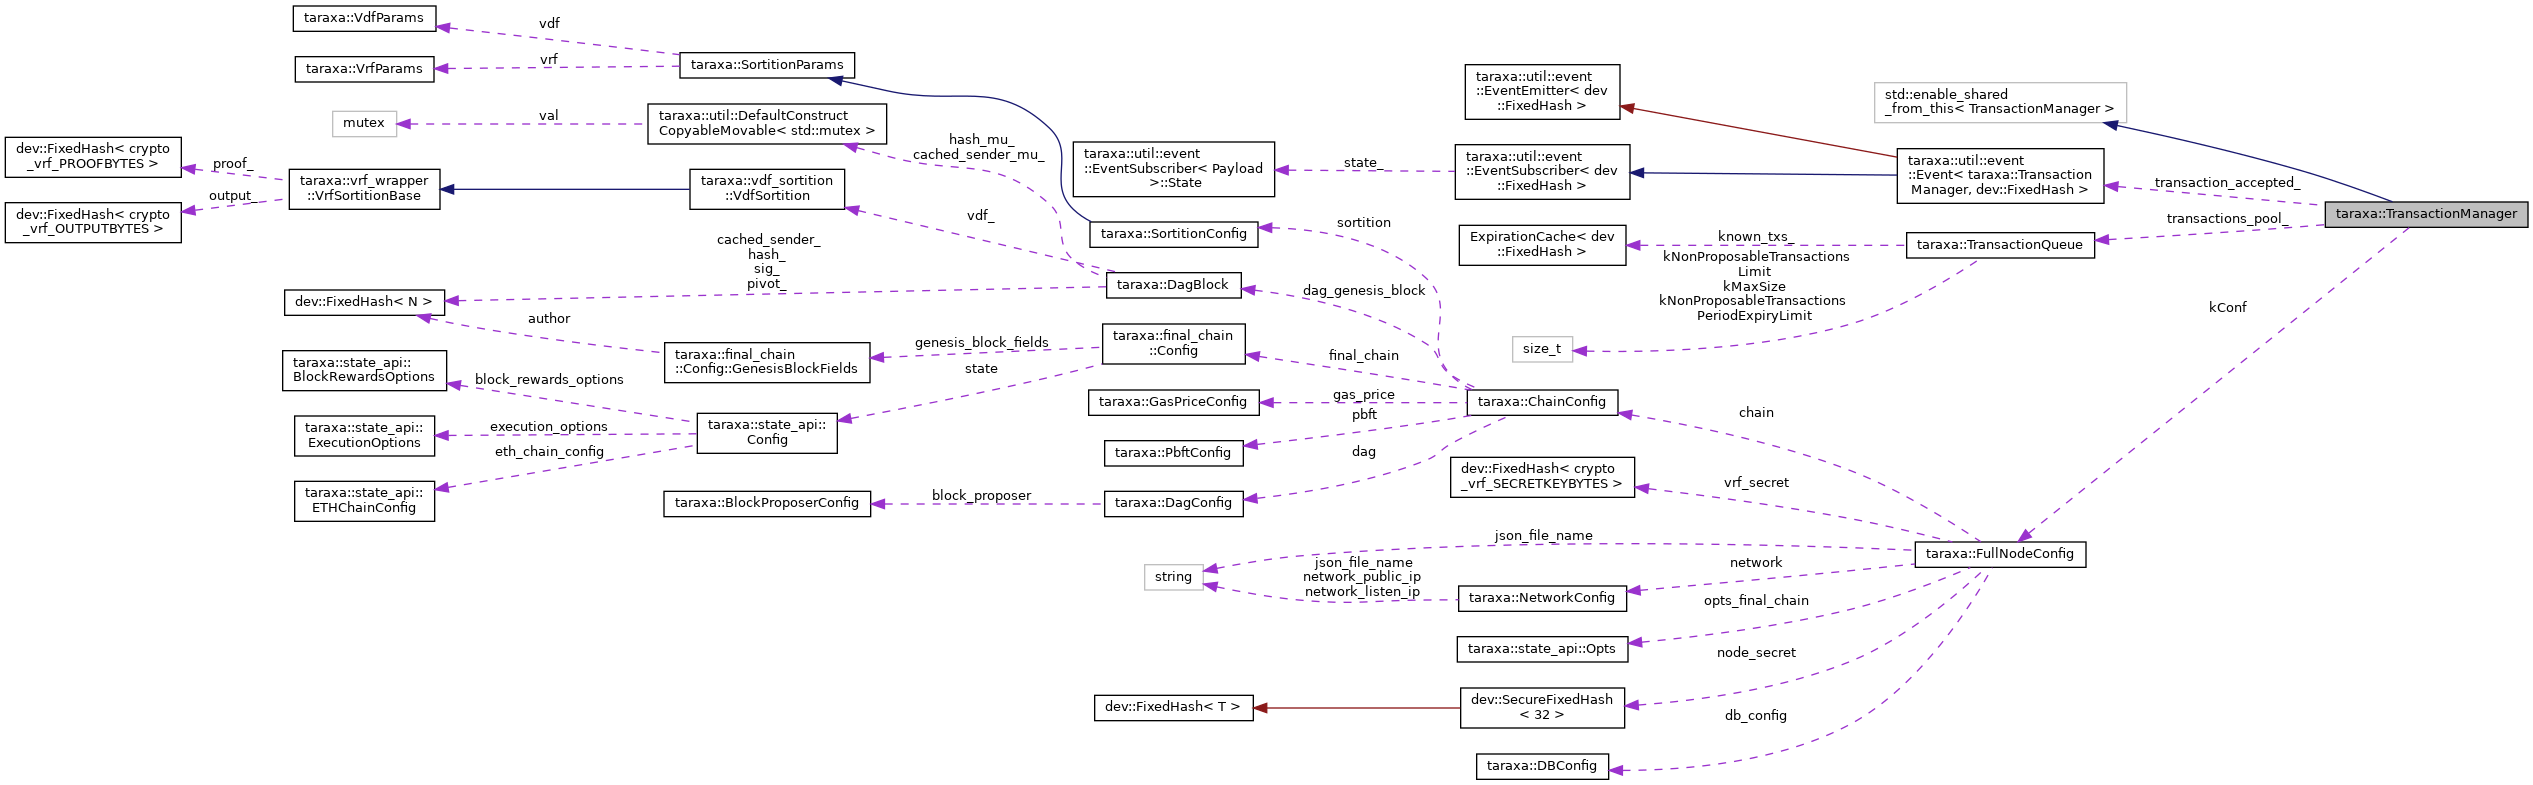 taraxa::VdfParams
vdf
taraxa::VrfParams
vrf
taraxa::SortitionParams
mutex
val
taraxa::util::DefaultConstruct
CopyableMovable< std::mutex >
dev::FixedHash< crypto
_vrf_PROOFBYTES >
proof_
dev::FixedHash< crypto
_vrf_OUTPUTBYTES >
output_
taraxa::vrf_wrapper
::VrfSortitionBase
taraxa::vdf_sortition
::VdfSortition
hash_mu_
cached_sender_mu_
vdf_
cached_sender_
hash_
sig_
pivot_
dev::FixedHash< N >
author
taraxa::final_chain
::Config::GenesisBlockFields
genesis_block_fields
state
taraxa::state_api::
BlockRewardsOptions
block_rewards_options
taraxa::state_api::
ExecutionOptions
execution_options
taraxa::state_api::
ETHChainConfig
eth_chain_config
taraxa::state_api::
Config
taraxa::BlockProposerConfig
block_proposer
taraxa::util::event
::EventSubscriber< Payload
>::State
state_
taraxa::SortitionConfig
sortition
taraxa::DagBlock
dag_genesis_block
taraxa::final_chain
::Config
final_chain
taraxa::GasPriceConfig
gas_price
taraxa::PbftConfig
pbft
taraxa::DagConfig
dag
taraxa::ChainConfig
taraxa::util::event
::EventEmitter< dev
::FixedHash >
taraxa::util::event
::EventSubscriber< dev
::FixedHash >
ExpirationCache< dev
::FixedHash >
known_txs_
kNonProposableTransactions
Limit
kMaxSize
kNonProposableTransactions
PeriodExpiryLimit
size_t
std::enable_shared
_from_this< TransactionManager >
taraxa::util::event
::Event< taraxa::Transaction
Manager, dev::FixedHash >
transaction_accepted_
taraxa::TransactionQueue
transactions_pool_
taraxa::TransactionManager
kConf
chain
dev::FixedHash< crypto
_vrf_SECRETKEYBYTES >
vrf_secret
taraxa::FullNodeConfig
json_file_name
string
json_file_name
network_public_ip
network_listen_ip
taraxa::NetworkConfig
network
taraxa::state_api::Opts
opts_final_chain
dev::FixedHash< T >
dev::SecureFixedHash
< 32 >
node_secret
taraxa::DBConfig
db_config